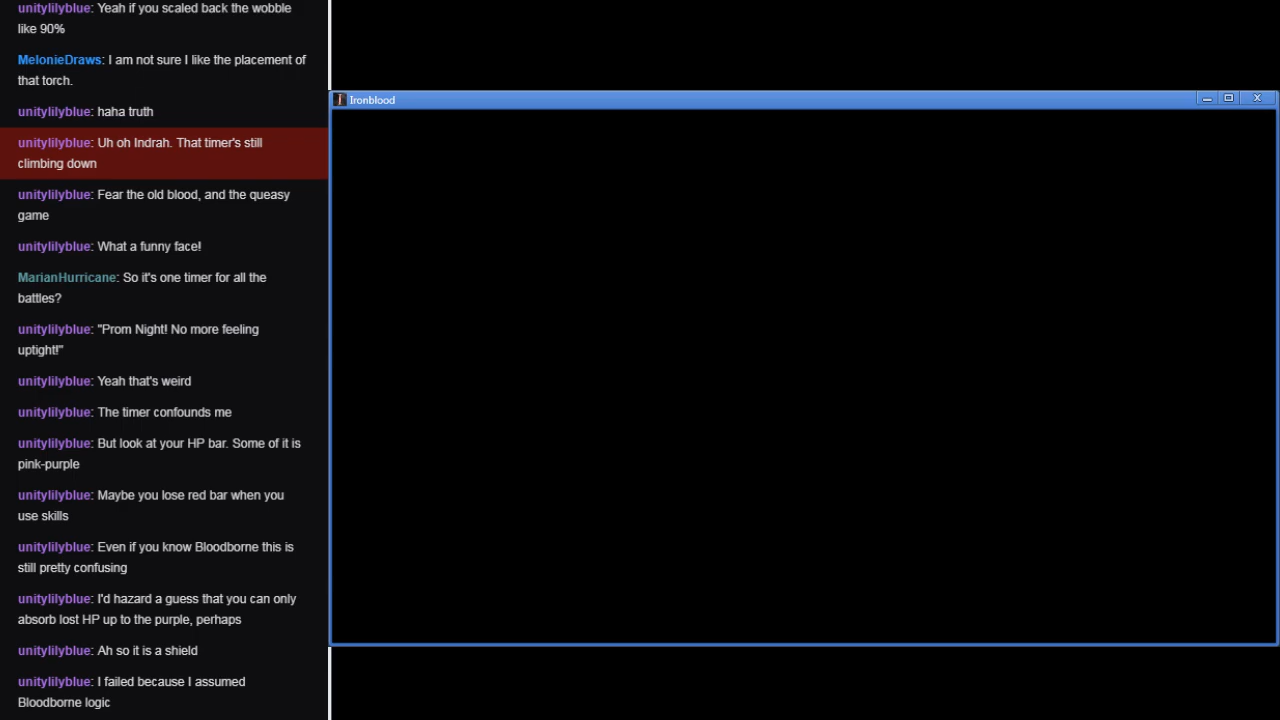 unitylilyblue: Yeah if you scaled back the wobble
like 90%
MelonieDraws: I am not sure I like the placement of
that torch.
unitylilyblue: haha truth
unitylilyblue: Uh oh Indrah. That timer's still
climbing down
unitylilyblue: Fear the old blood, and the queasy
game
unitylilyblue: What a funny face!
MarianHurricane: So it's one timer for all the
battles?
unitylilyblue: "Prom Night! No more feeling
uptight!"
unitylilyblue: Yeah that's weird
unitylilyblue: The timer confounds me
unitylilyblue: But look at your HP bar. Some of it is
pink-purple
unitylilyblue: Maybe you lose red bar when you
use skills
unitylilyblue: Even if you know Bloodborne this is
still pretty confusing
unitylilyblue: I'd hazard a guess that you can only
absorb lost HP up to the purple, perhaps
unitylilyblue: Ah so it is a shield
unitylilyblue: I failed because I assumed
Bloodborne logic
Ironblood